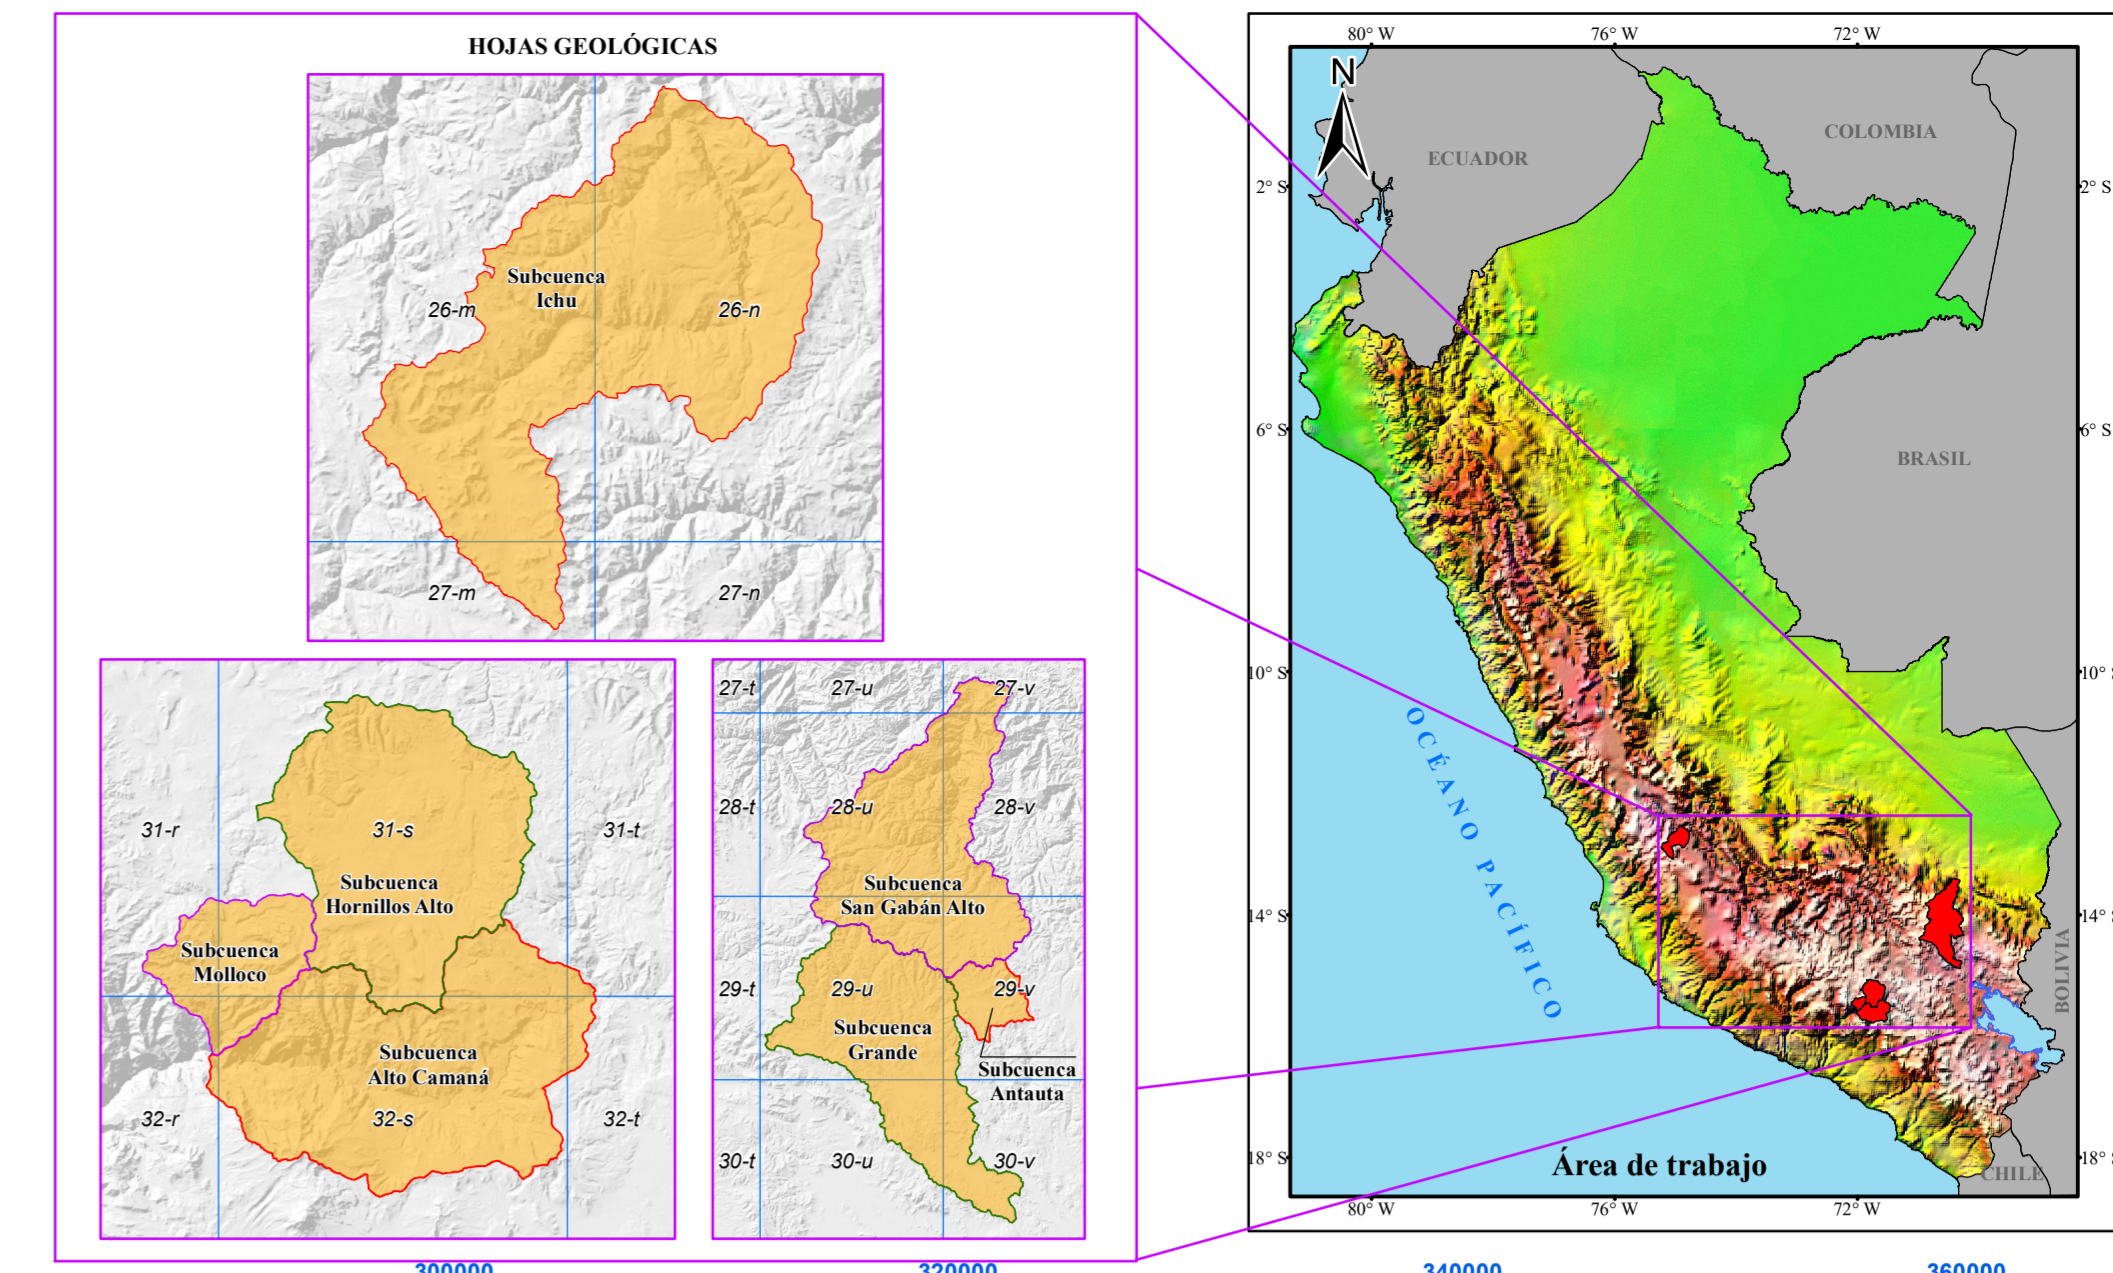 HOJAS GEOLÓGICAS
Subcuenca
Ichu
26-m
26-n
27-m
27-n
31-r
31-s
31-t
Subcuenca
Hornillos Alto
Subcuenca
Molloco
Subcuenca
Alto Camaná
32-r
32-s
32-t
27-t
27-u
27-v
28-t
28-u
28-v
Subcuenca
San Gabán Alto
29-t
29-u
29-v
Subcuenca
Grande
Subcuenca
Antauta
30-t
30-u
30-v
80° W
76° W
72° W
N
ECUADOR
COLOMBIA
BRASIL
BOLIVIA
CHILE
OCÉANO PACÍFICO
Área de trabajo
2° S
2° S
6° S
6° S
10° S
10° S
14° S
14° S
18° S
18° S
80° W
76° W
72° W
300000
320000
340000
360000